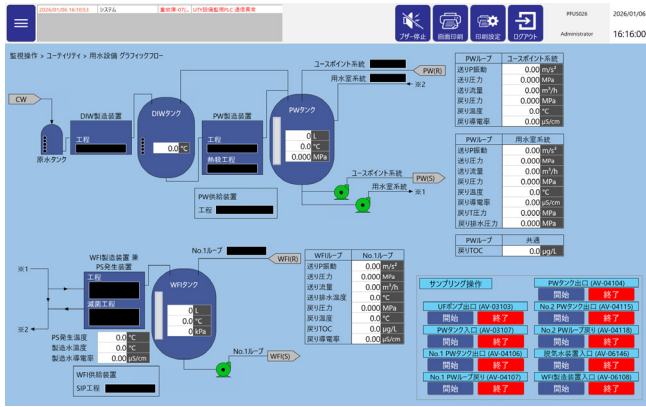 2026/01/06 16:10:53 システム 重故障-07(... UTY設備監視PLC 通信異常
ブザー停止 画面印刷 印刷設定 ログアウト
PFUS026
Administrator
2026/01/06
16:16:00
監視操作 > ユーティリティ > 用水設備 グラフィックフロー
CW
原水タンク
DIW製造装置
工程
DIWタンク
0.0 ℃
PW製造装置
工程
熱殺工程
PW供給装置
工程
PWタンク
0 L
0.0 ℃
0.000 MPa
ユースポイント系統
PW(R)
用水室系統
※2
ユースポイント系統
PW(S)
用水室系統
※1
PWループ ユースポイント系統
送りP振動 0.00 m/s²
送り圧力 0.000 MPa
送り流量 0.00 m³/h
戻り圧力 0.000 MPa
戻り温度 0.0 ℃
戻り導電率 0.00 μS/cm
PWループ 用水室系統
送りP振動 0.00 m/s²
送り圧力 0.000 MPa
送り流量 0.00 m³/h
戻り圧力 0.000 MPa
戻り温度 0.0 ℃
戻り導電率 0.00 μS/cm
戻りT圧力 0.000 MPa
戻り排水圧力 0.000 MPa
PWループ 共通
戻りTOC 0.0 μg/L
※1
※2
WFI製造装置 兼
PS発生装置
工程
滅菌工程
PS発生温度 0.0 ℃
製造水温度 0.0 ℃
製造水導電率 0.00 μS/cm
WFI供給装置
SIP工程
WFIタンク
0 L
0.0 ℃
0 kPa
No.1ループ
WFI(R)
No.1ループ
WFI(S)
WFIループ No.1ループ
送りP振動 0.00 m/s²
送り圧力 0.000 MPa
送り流量 0.00 m³/h
送り排水温度 0.0 ℃
戻り圧力 0.000 MPa
戻り温度 0.0 ℃
戻りTOC 0.0 μg/L
戻り導電率 0.00 μS/cm
サンプリング操作
PWタンク出口 (AV-04104)
開始 終了
UFポンプ出口 (AV-03103)
開始 終了
No.2 PWタンク出口 (AV-04115)
開始 終了
PWタンク入口 (AV-03107)
開始 終了
No.2 PWループ戻り (AV-04118)
開始 終了
No.1 PWタンク出口 (AV-04106)
開始 終了
脱気水装置入口 (AV-06146)
開始 終了
No.1 PWループ戻り (AV-04107)
開始 終了
WFI製造装置入口 (AV-06108)
開始 終了